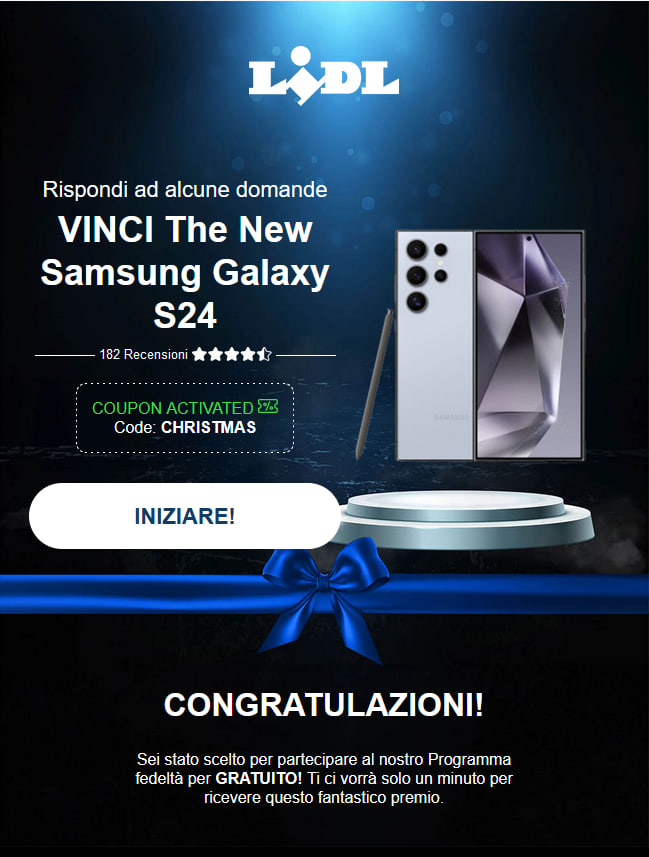 LIDL
Rispondi ad alcune domande
VINCI The New
Samsung Galaxy
S24
182 Recensioni
COUPON ACTIVATED
Code: CHRISTMAS
SAMSUNG
INIZIARE!
CONGRATULAZIONI!
Sei stato scelto per partecipare al nostro Programma
fedeltà per GRATUITO! Ti ci vorrà solo un minuto per
ricevere questo fantastico premio.